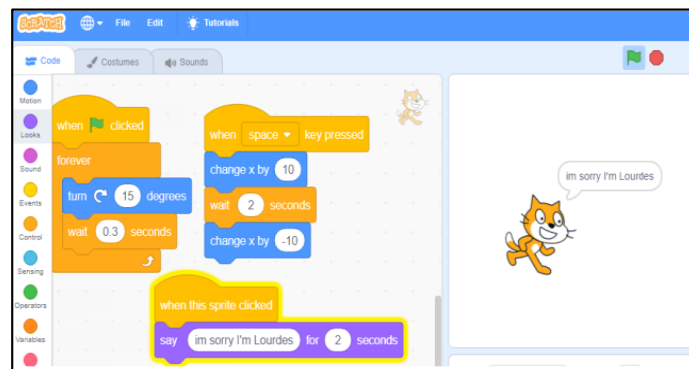 SCRATCH File Edit Tutorials
Code Costumes Sounds
Motion
Looks
Sound
Events
Control
Sensing
Operators
Variables
when clicked
forever
turn 15 degrees
wait 0.3 seconds
when space key pressed
change x by 10
wait 2 seconds
change x by -10
when this sprite clicked
say im sorry I'm Lourdes for 2 seconds
im sorry I'm Lourdes